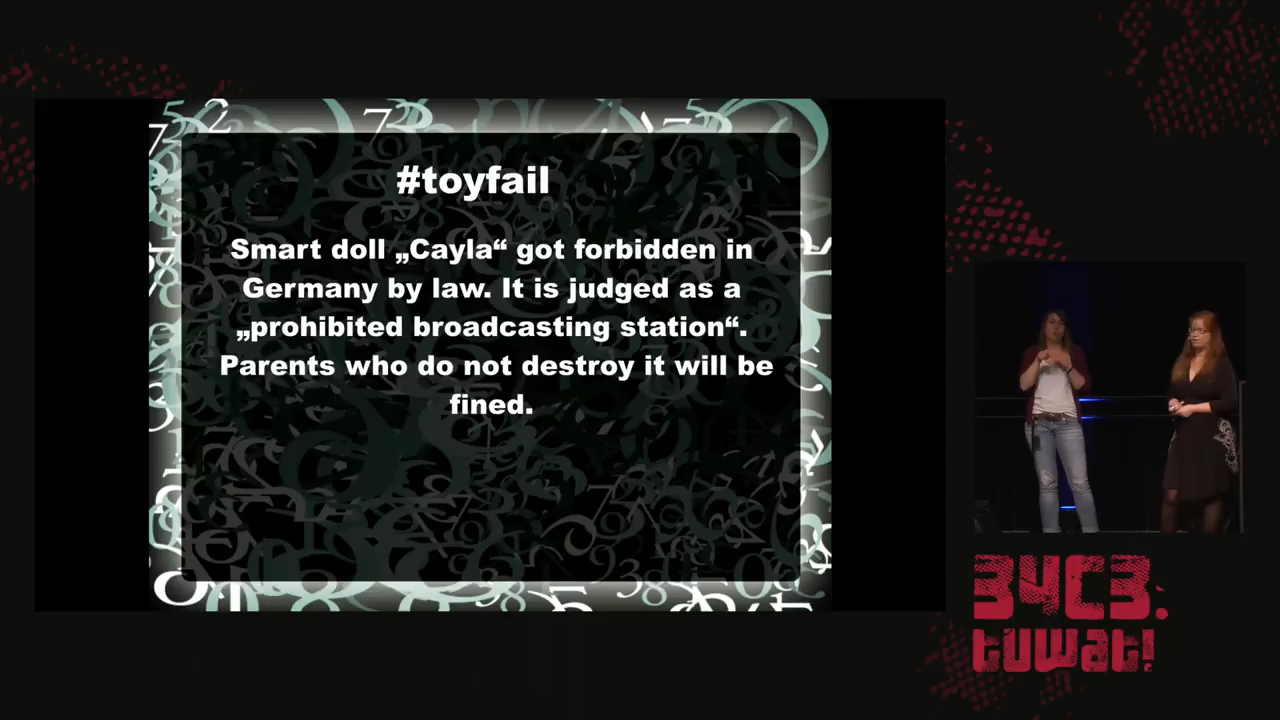 #toyfail
Smart doll „Cayla“ got forbidden in
Germany by law. It is judged as a
„prohibited broadcasting station“.
Parents who do not destroy it will be
fined.
34C3.
tuwat!